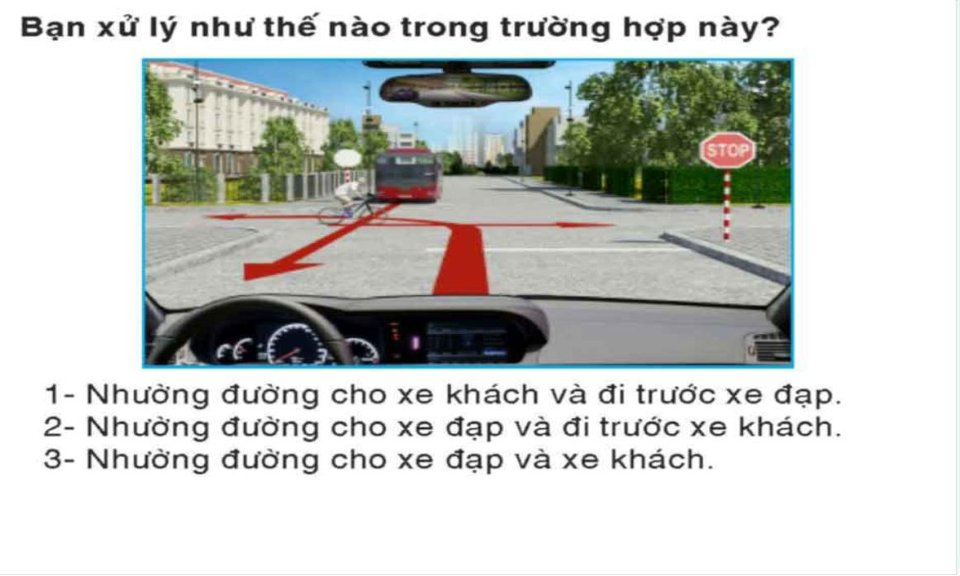 Bạn xử lý như thế nào trong trường hợp này?
STOP
1- Nhường đường cho xe khách và đi trước xe đạp.
2- Nhường đường cho xe đạp và đi trước xe khách.
3- Nhường đường cho xe đạp và xe khách.